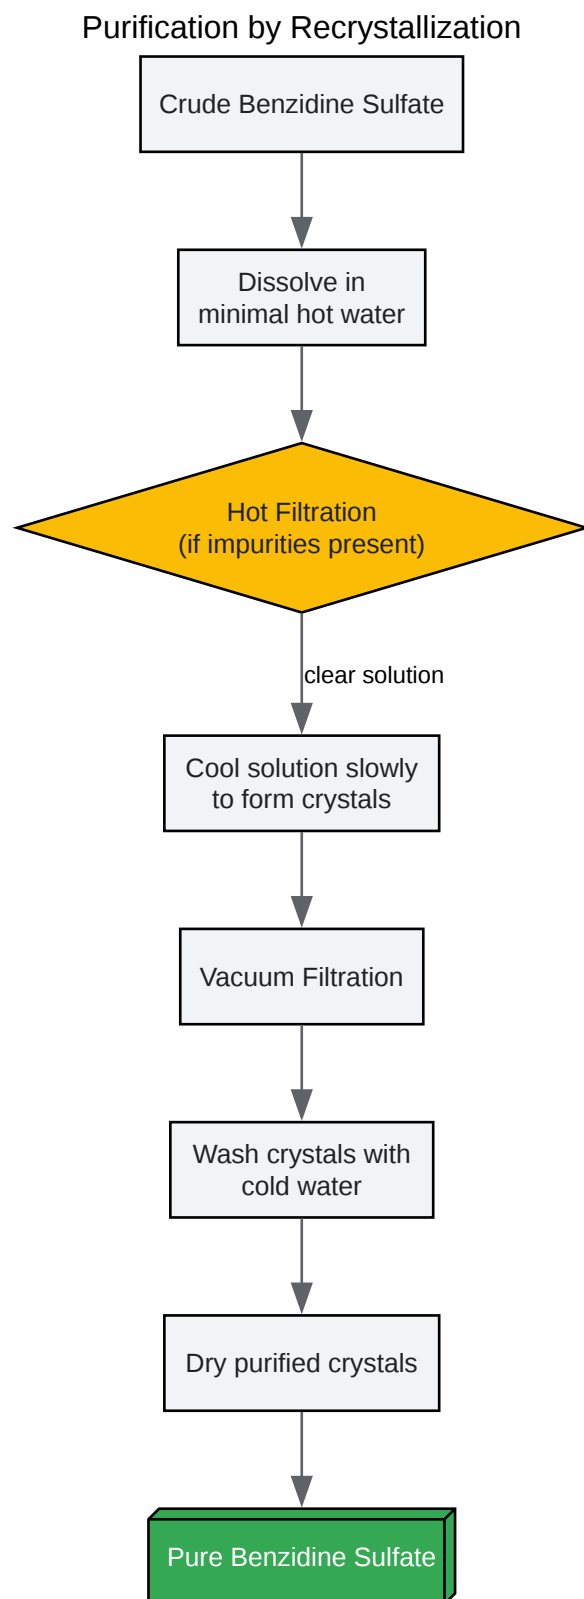 Purification by Recrystallization
Crude Benzidine Sulfate
Dissolve in
minimal hot water
Hot Filtration
(if impurities present)
clear solution
Cool solution slowly
to form crystals
Vacuum Filtration
Wash crystals with
cold water
Dry purified crystals
Pure Benzidine Sulfate